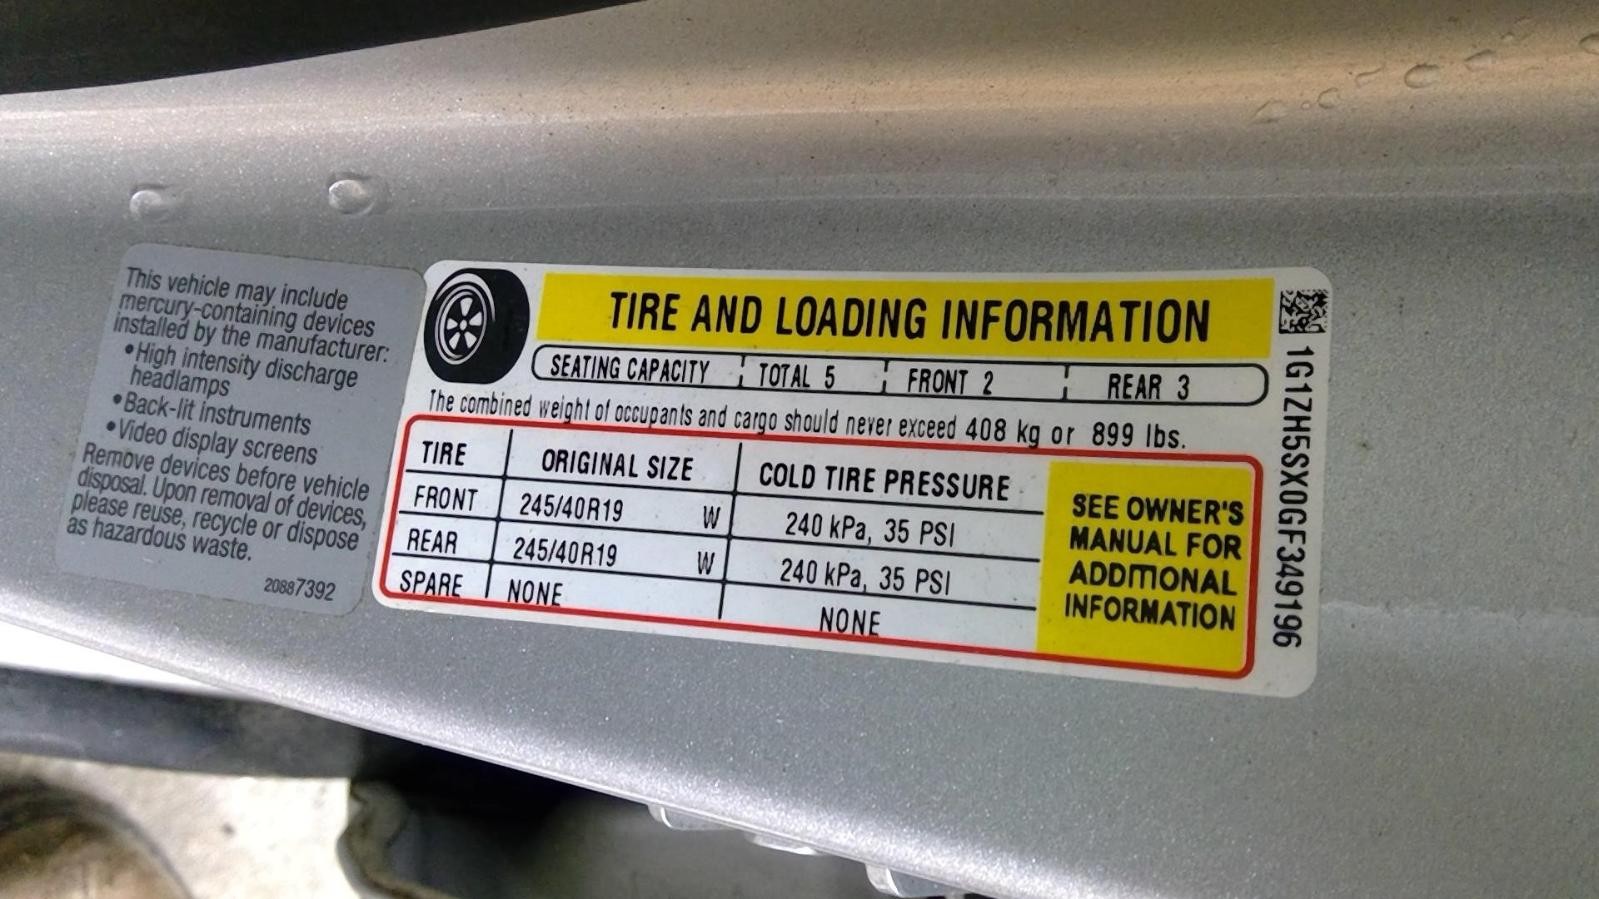 This vehicle may include
mercury-containing devices
installed by the manufacturer:
•High intensity discharge
headlamps
•Back-lit instruments
•Video display screens
Remove devices before vehicle
disposal. Upon removal of devices,
please reuse, recycle or dispose
as hazardous waste.
20887392
TIRE AND LOADING INFORMATION
SEATING CAPACITY TOTAL 5 FRONT 2 REAR 3
The combined weight of occupants and cargo should never exceed 408 kg or 899 lbs.
TIRE ORIGINAL SIZE COLD TIRE PRESSURE
FRONT 245/40R19 W 240 kPa, 35 PSI
REAR 245/40R19 W 240 kPa, 35 PSI
SPARE NONE NONE
SEE OWNER'S
MANUAL FOR
ADDITIONAL
INFORMATION
1G1ZH5SX0GF349196